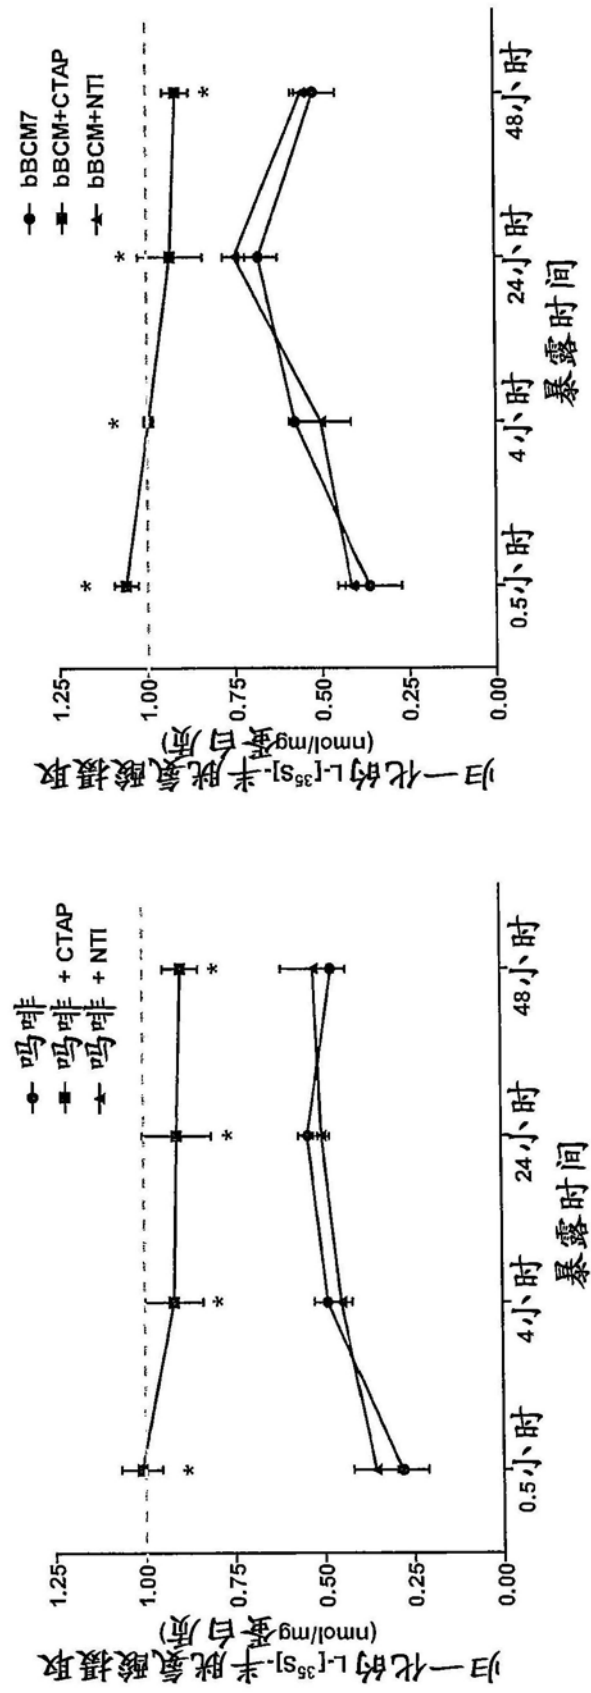 吗啡
吗啡 + CTAP
吗啡 + NTI
归一化的 L-[³⁵S]-半胱氨酸摄取
(nmol/mg蛋白质)
1.25
1.00
0.75
0.50
0.25
0.00
*
*
*
*
0.5小时
4小时
24小时
48小时
暴露时间
bBCM7
bBCM+CTAP
bBCM+NTI
归一化的 L-[³⁵S]-半胱氨酸摄取
(nmol/mg蛋白质)
1.25
1.00
0.75
0.50
0.25
0.00
*
*
*
*
0.5小时
4小时
24小时
48小时
暴露时间